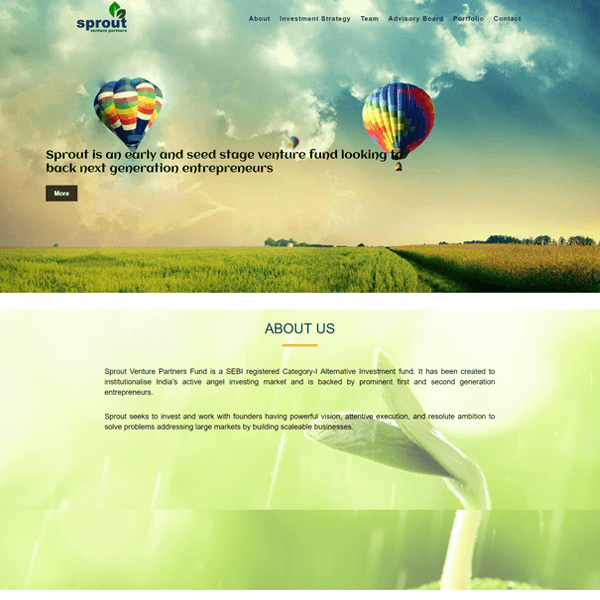 sprout
venture partners
About Investment Strategy Team Advisory Board Portfolio Contact
Sprout is an early and seed stage venture fund looking to
back next generation entrepreneurs
More
ABOUT US
Sprout Venture Partners Fund is a SEBI registered Category-I Alternative Investment fund. It has been created to
institutionalise India's active angel investing market and is backed by prominent first and second generation
entrepreneurs.
Sprout seeks to invest and work with founders having powerful vision, attentive execution, and resolute ambition to
solve problems addressing large markets by building scaleable businesses.